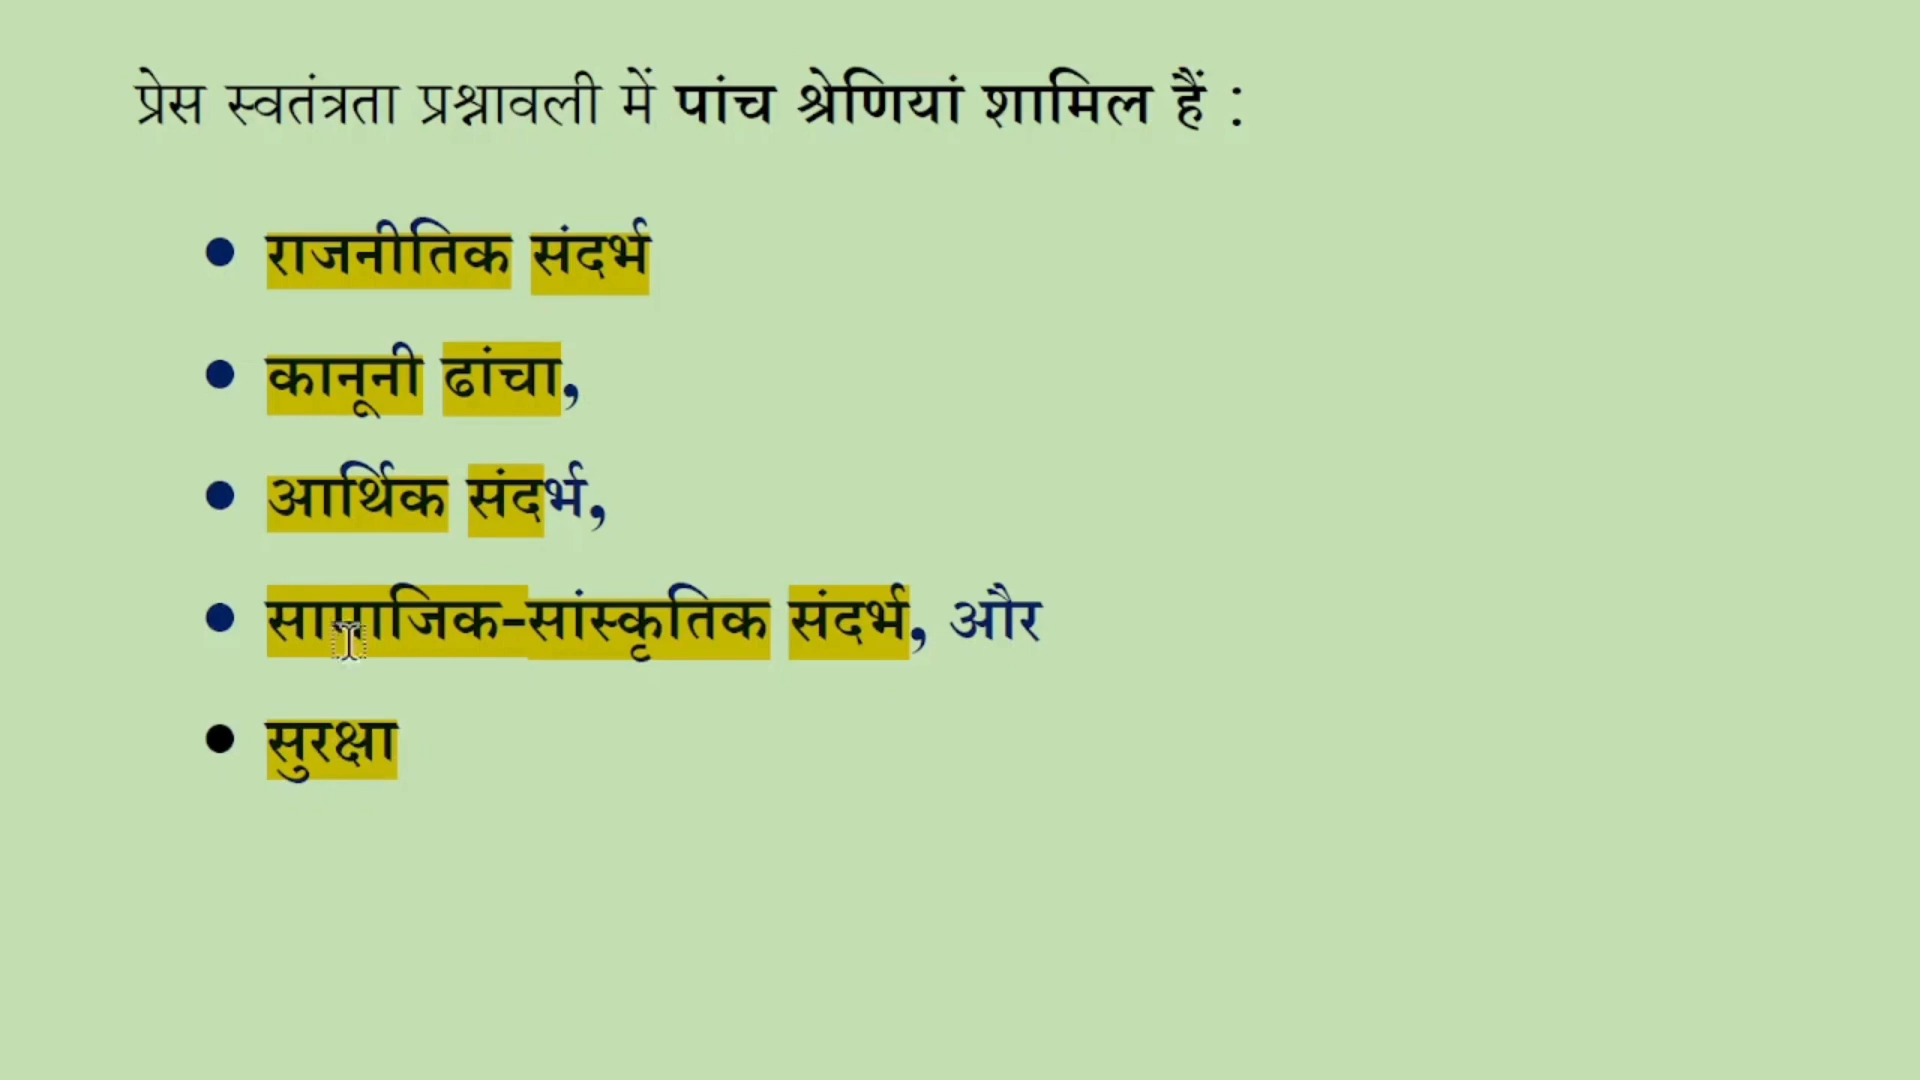 प्रेस स्वतंत्रता प्रश्नावली में पांच श्रेणियां शामिल हैं :
• राजनीतिक संदर्भ
• कानूनी ढांचा,
• आर्थिक संदर्भ,
• सामाजिक-सांस्कृतिक संदर्भ, और
• सुरक्षा